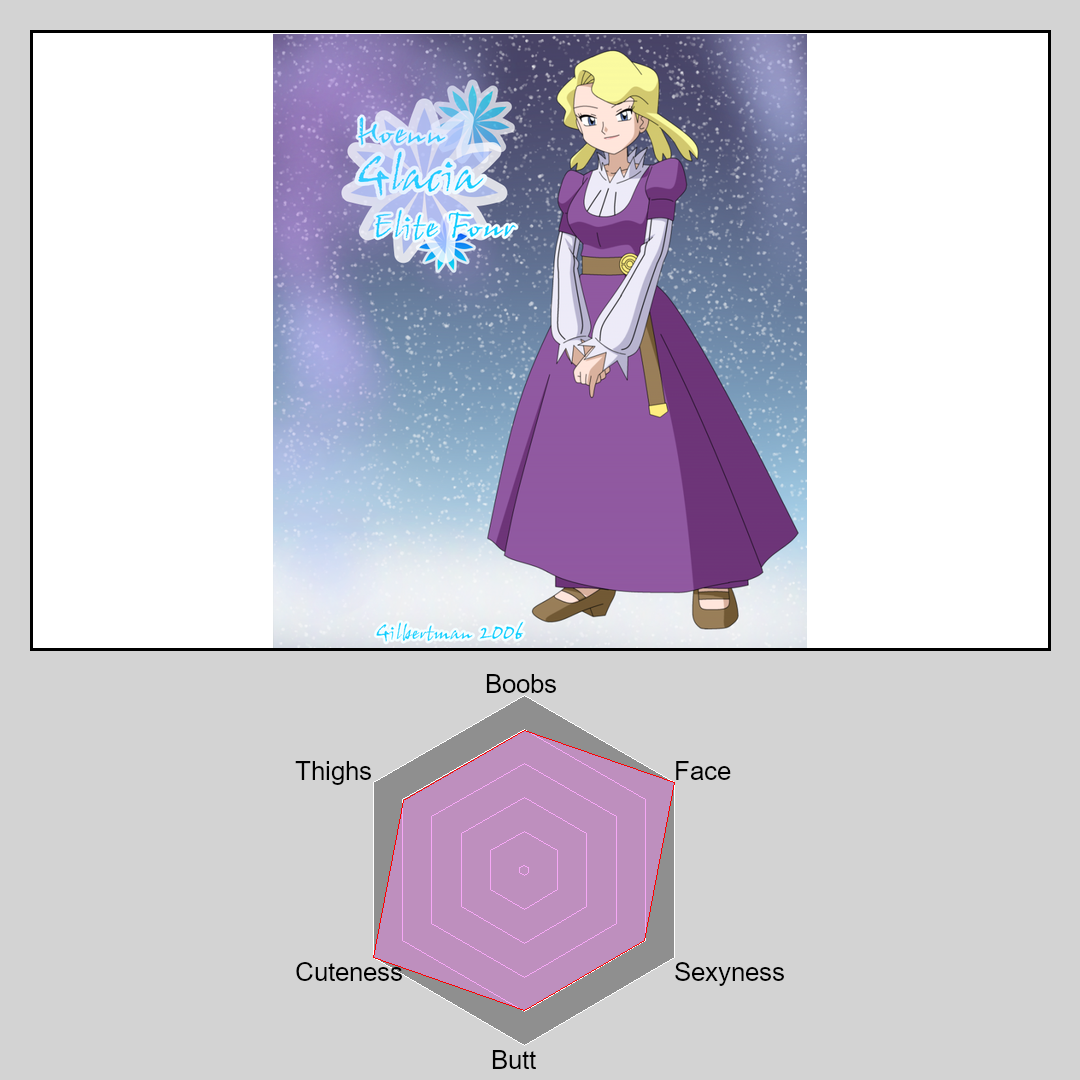 Hoenn
Glacia
Elite Four
Gilbertman 2006
Boobs
Thighs
Face
Cuteness
Sexyness
Butt